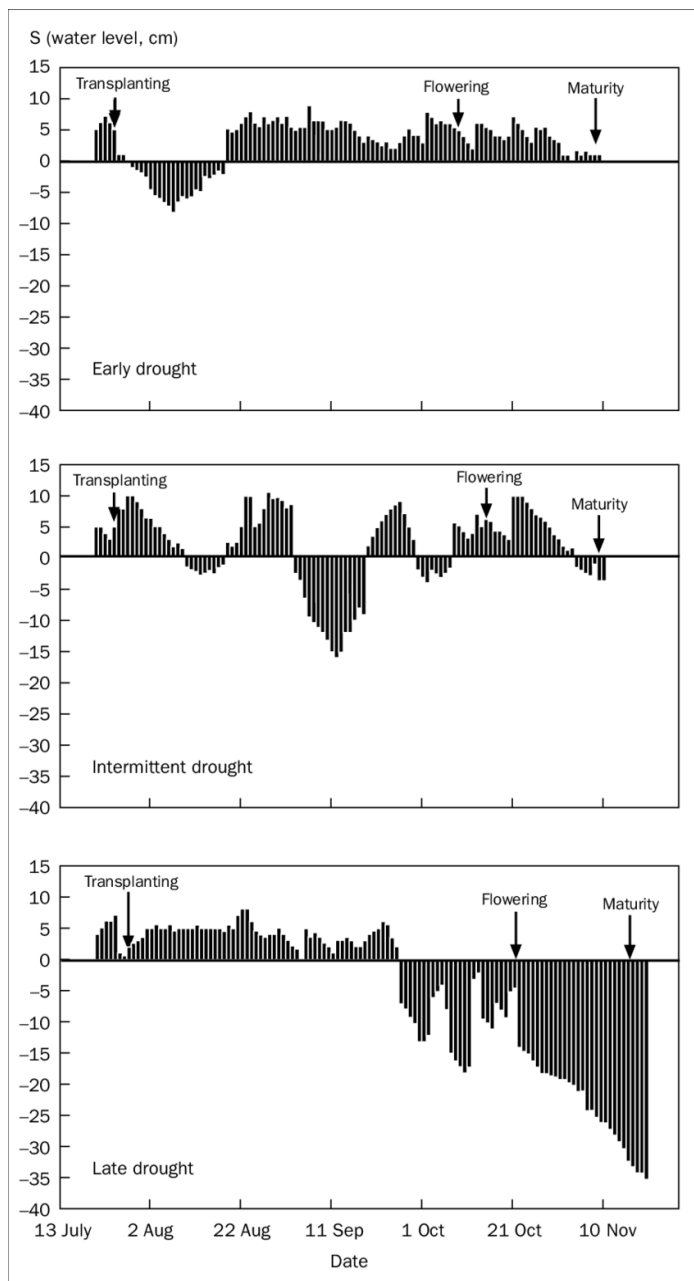 S (water level, cm)
15
Transplanting
Flowering
Maturity
10
5
0
−5
−10
−15
−20
−25
−30
−35
Early drought
−40
15
Transplanting
Flowering
Maturity
10
5
0
−5
−10
−15
−20
−25
−30
Intermittent drought
−35
−40
15
Transplanting
Flowering
Maturity
10
5
0
−5
−10
−15
−20
−25
−30
Late drought
−35
−40
13 July 2 Aug 22 Aug 11 Sep 1 Oct 21 Oct 10 Nov
Date